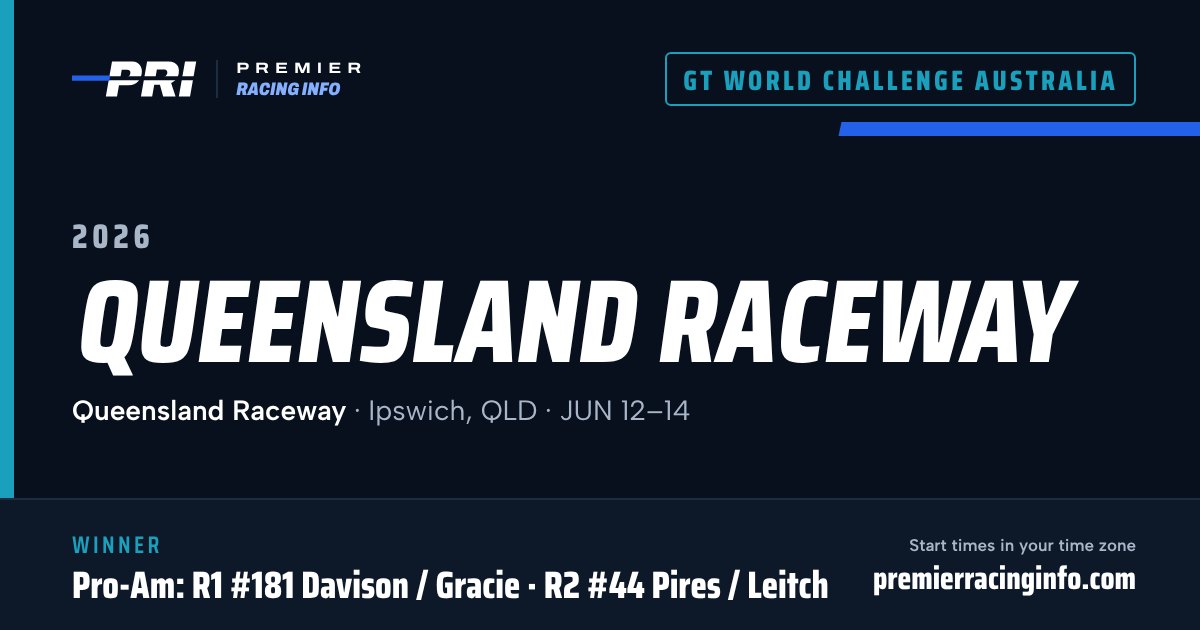 PRI
PREMIER
RACING INFO
GT WORLD CHALLENGE AUSTRALIA
2026
QUEENSLAND RACEWAY
Queensland Raceway · Ipswich, QLD · JUN 12–14
WINNER
Pro-Am: R1 #181 Davison / Gracie · R2 #44 Pires / Leitch
Start times in your time zone
premierracinginfo.com